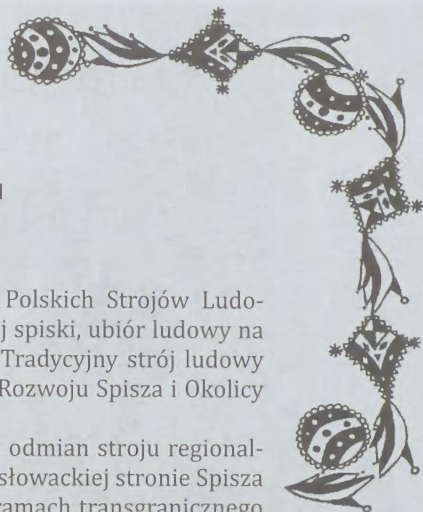 Polskich Strojów Ludo-
j spiski, ubiór ludowy na
Tradycyjny strój ludowy
Rozwoju Spisza i Okolicy
odmian stroju regional-
słowackiej stronie Spisza
ramach transgranicznego